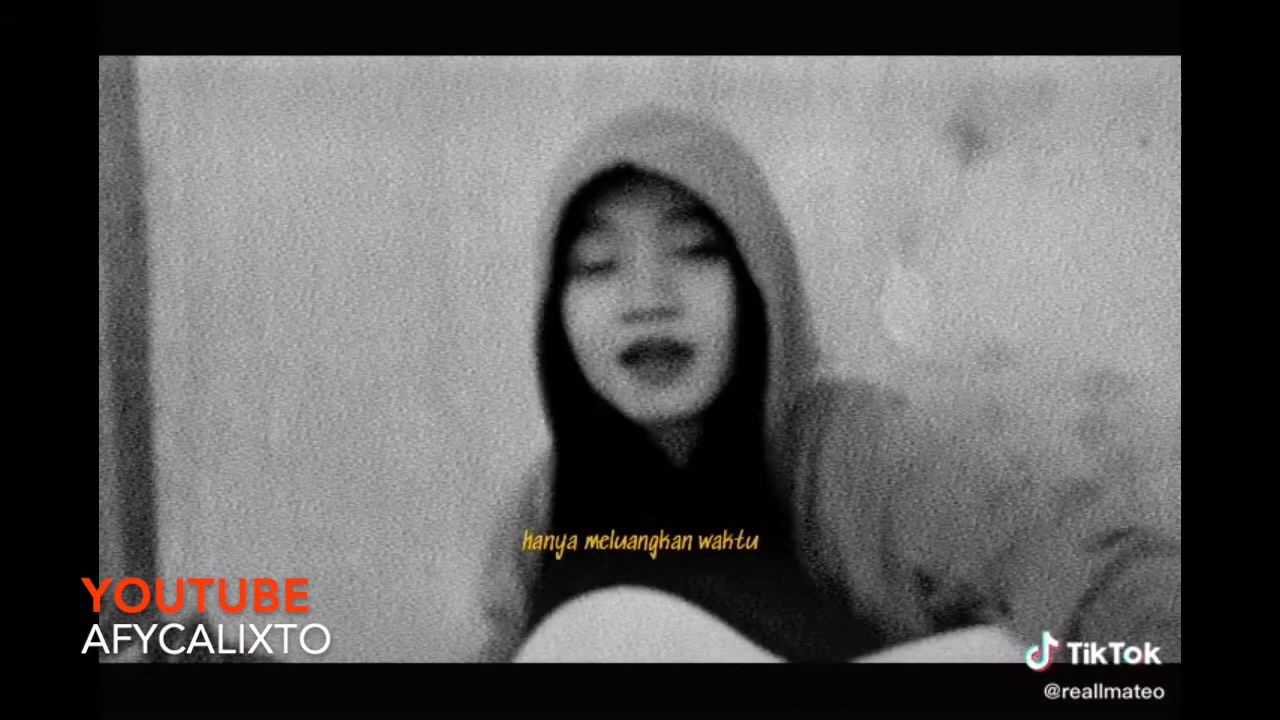 hanya meluangkan waktu
YOUTUBE
AFYCALIXTO
TikTok
@reallmateo